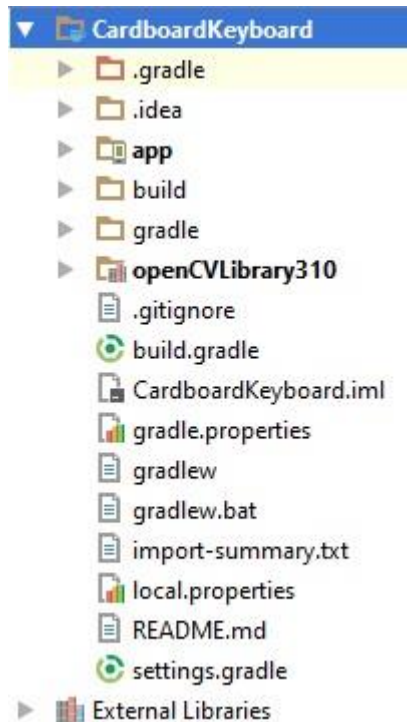 CardboardKeyboard
.gradle
.idea
app
build
gradle
openCVLibrary310
.gitignore
build.gradle
CardboardKeyboard.iml
gradle.properties
gradlew
gradlew.bat
import-summary.txt
local.properties
README.md
settings.gradle
External Libraries